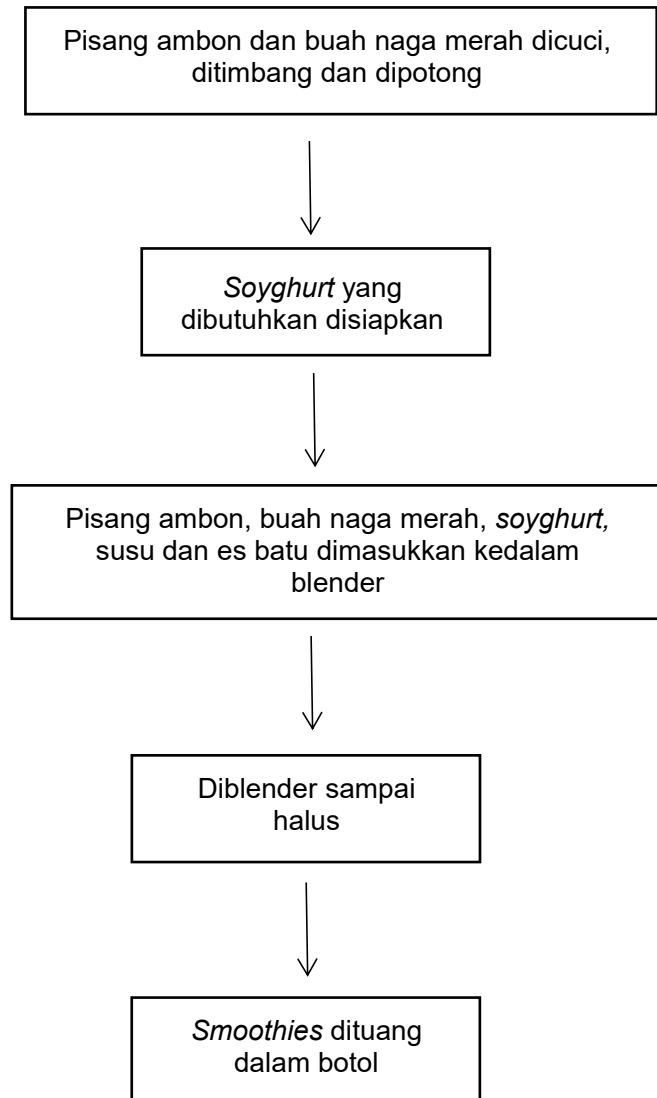 Pisang ambon dan buah naga merah dicuci,
ditimbang dan dipotong
Soyghurt yang
dibutuhkan disiapkan
Pisang ambon, buah naga merah, soyghurt,
susu dan es batu dimasukkan kedalam
blender
Diblender sampai
halus
Smoothies dituang
dalam botol